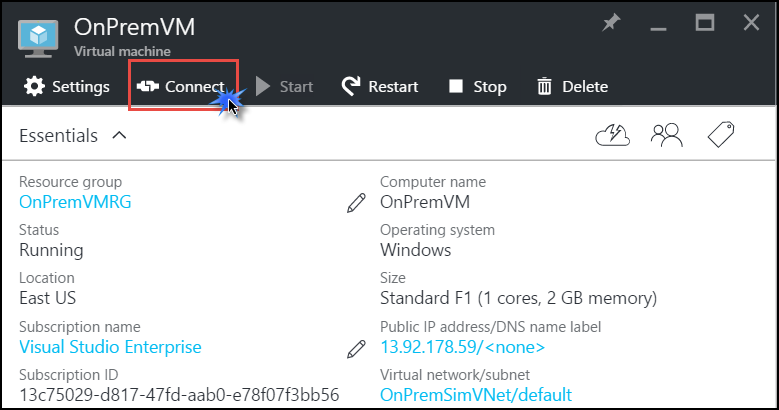 OnPremVM
Virtual machine
Settings Connect Start Restart Stop Delete
Essentials
Resource group
OnPremVMRG
Status
Running
Location
East US
Subscription name
Visual Studio Enterprise
Subscription ID
13c75029-d817-47fd-aab0-e78f07f3bb56
Computer name
OnPremVM
Operating system
Windows
Size
Standard F1 (1 cores, 2 GB memory)
Public IP address/DNS name label
13.92.178.59/<none>
Virtual network/subnet
OnPremSimVNet/default